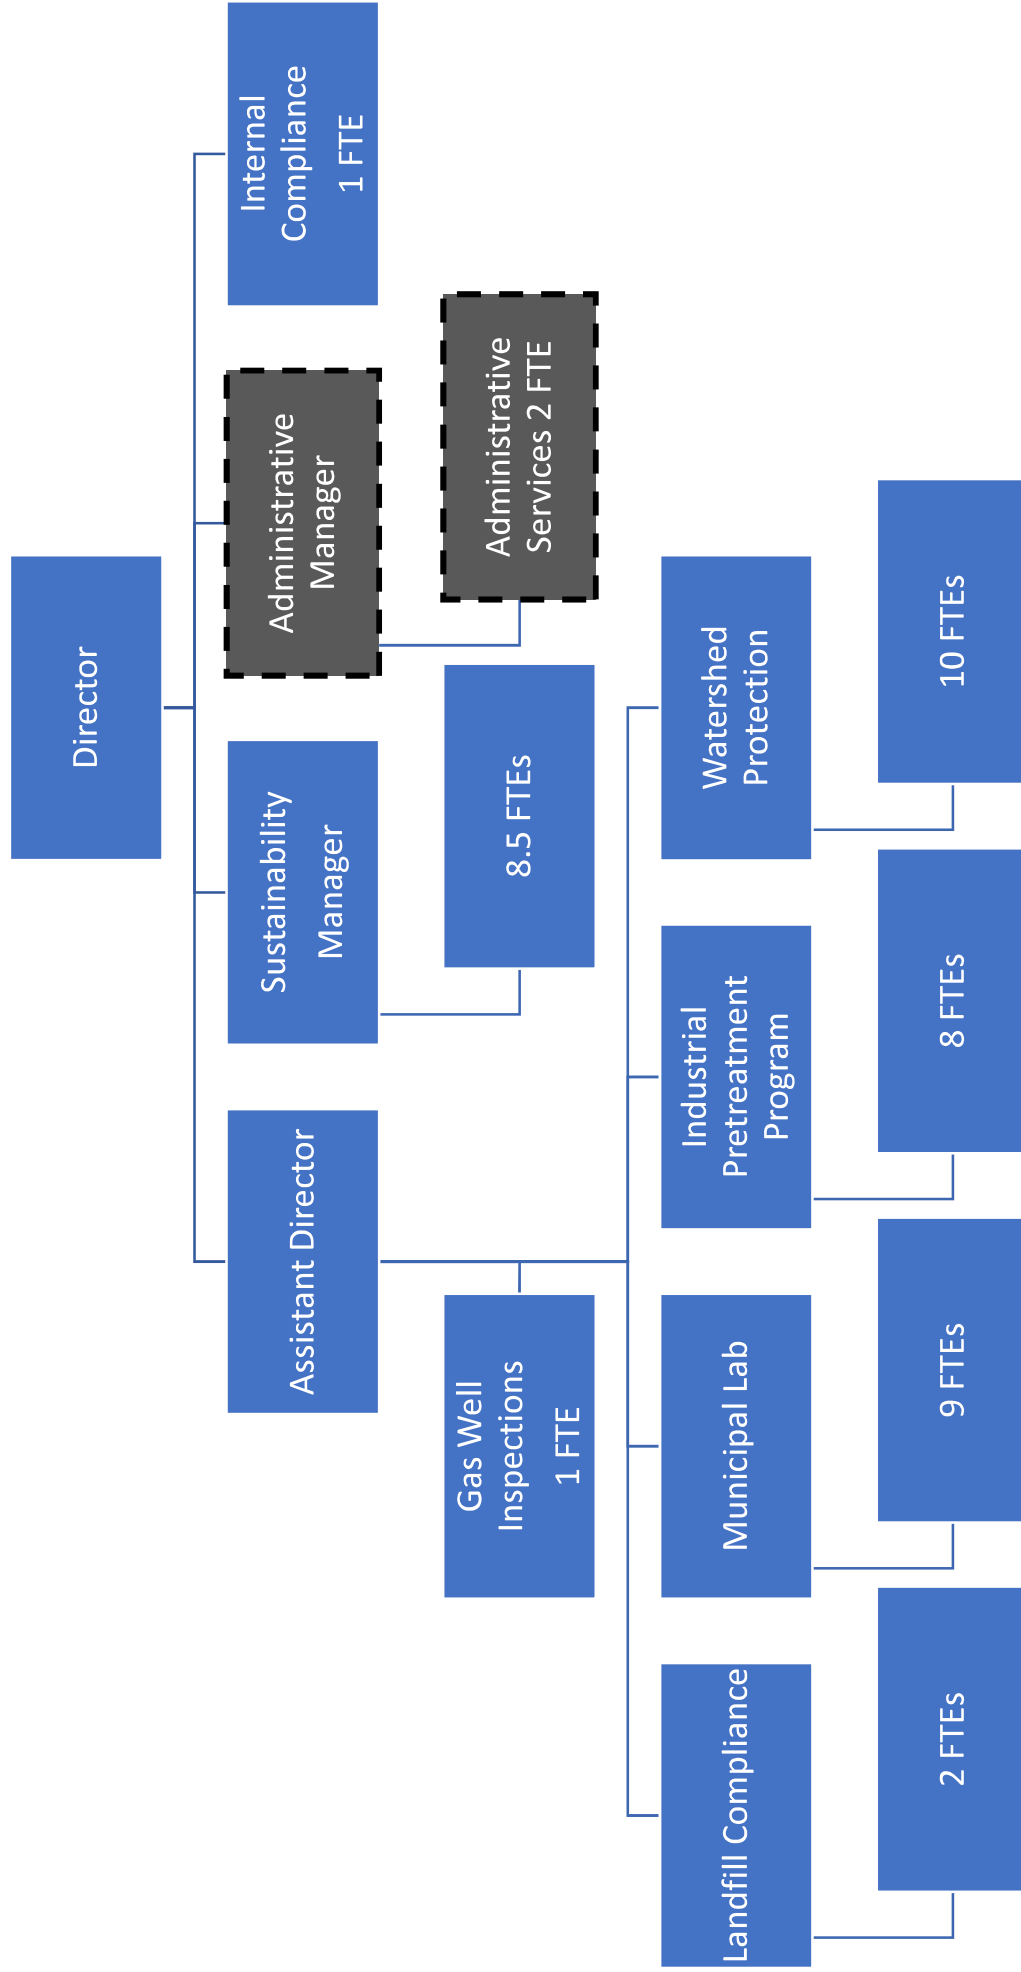 Director
Assistant Director
Sustainability
Manager
Administrative
Manager
Internal
Compliance
1 FTE
Gas Well
Inspections
1 FTE
8.5 FTEs
Administrative
Services 2 FTE
Landfill Compliance
Municipal Lab
Industrial
Pretreatment
Program
Watershed
Protection
2 FTEs
9 FTEs
8 FTEs
10 FTEs